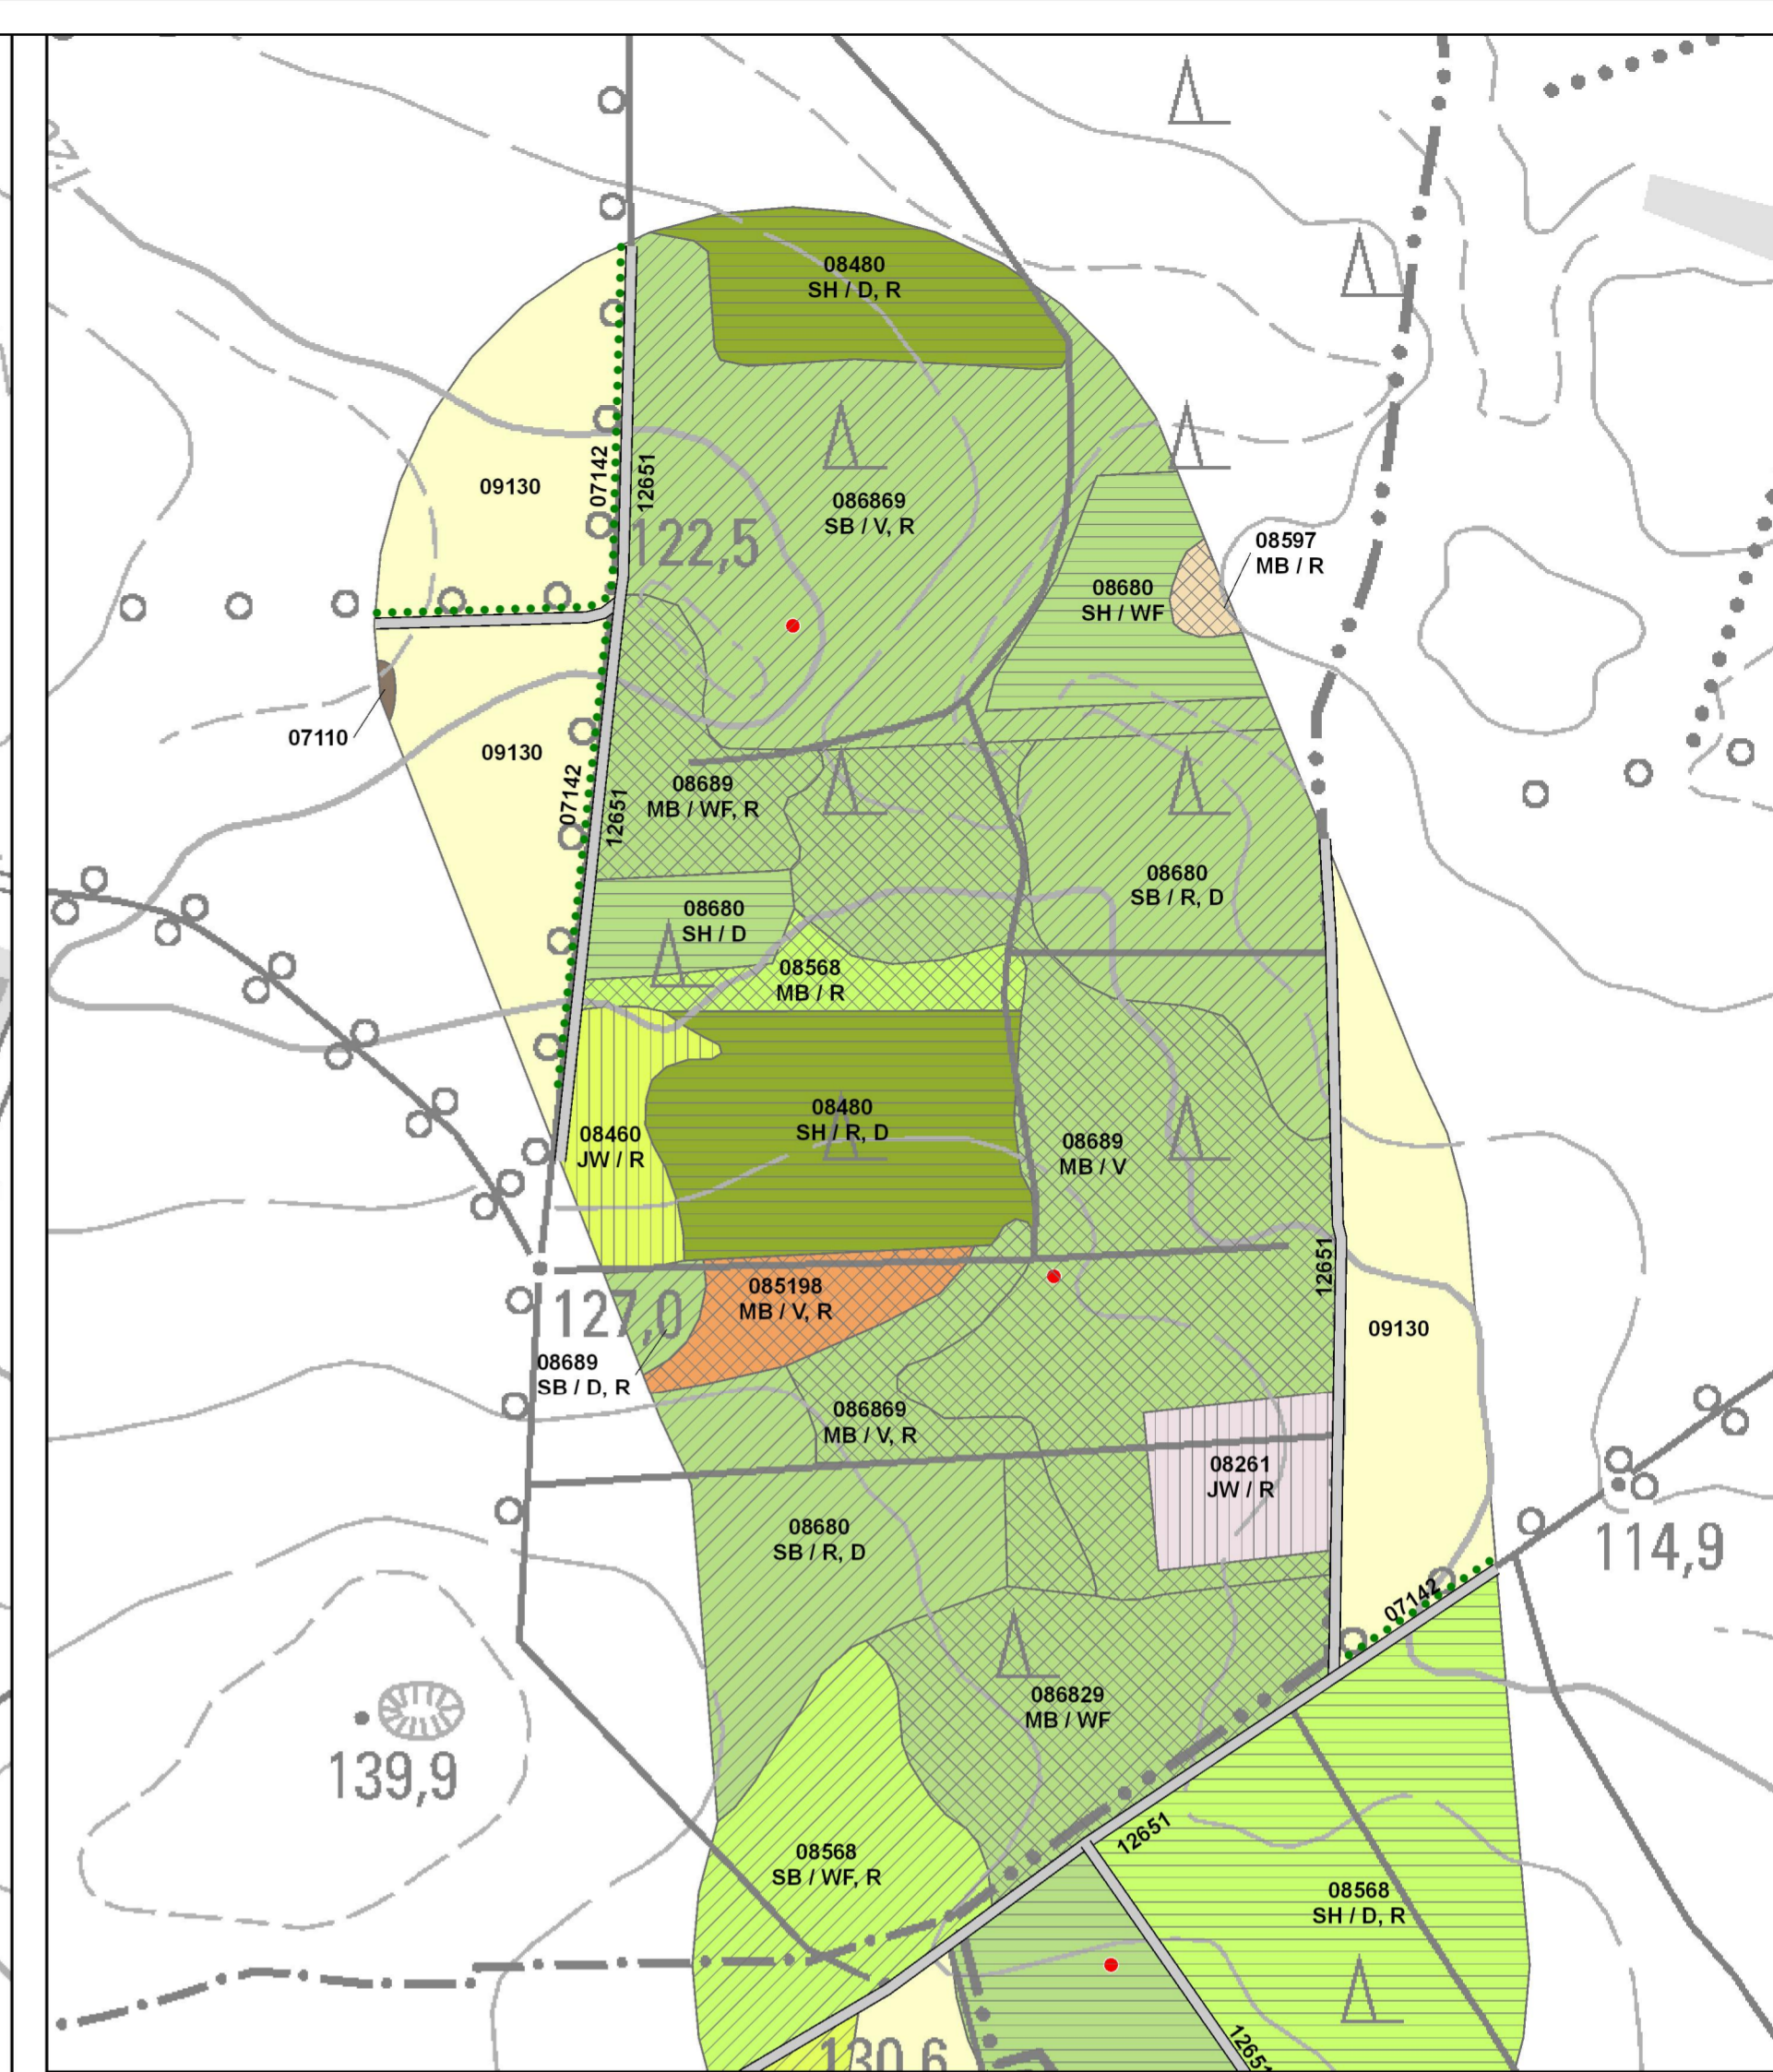 08480
SH / D, R
09130
07142
12651
086869
SB / V, R
122,5
08597
MB / R
08680
SH / WF
07110
09130
07142
12651
08689
MB / WF, R
08680
SB / R, D
08680
SH / D
08568
MB / R
08460
JW / R
08480
SH / R, D
08689
MB / V
12651
085198
MB / V, R
127,0
08689
SB / D, R
09130
086869
MB / V, R
08261
JW / R
08680
SB / R, D
114,9
07142
086829
MB / WF
139,9
12651
08568
SB / WF, R
08568
SH / D, R
12651
130,6